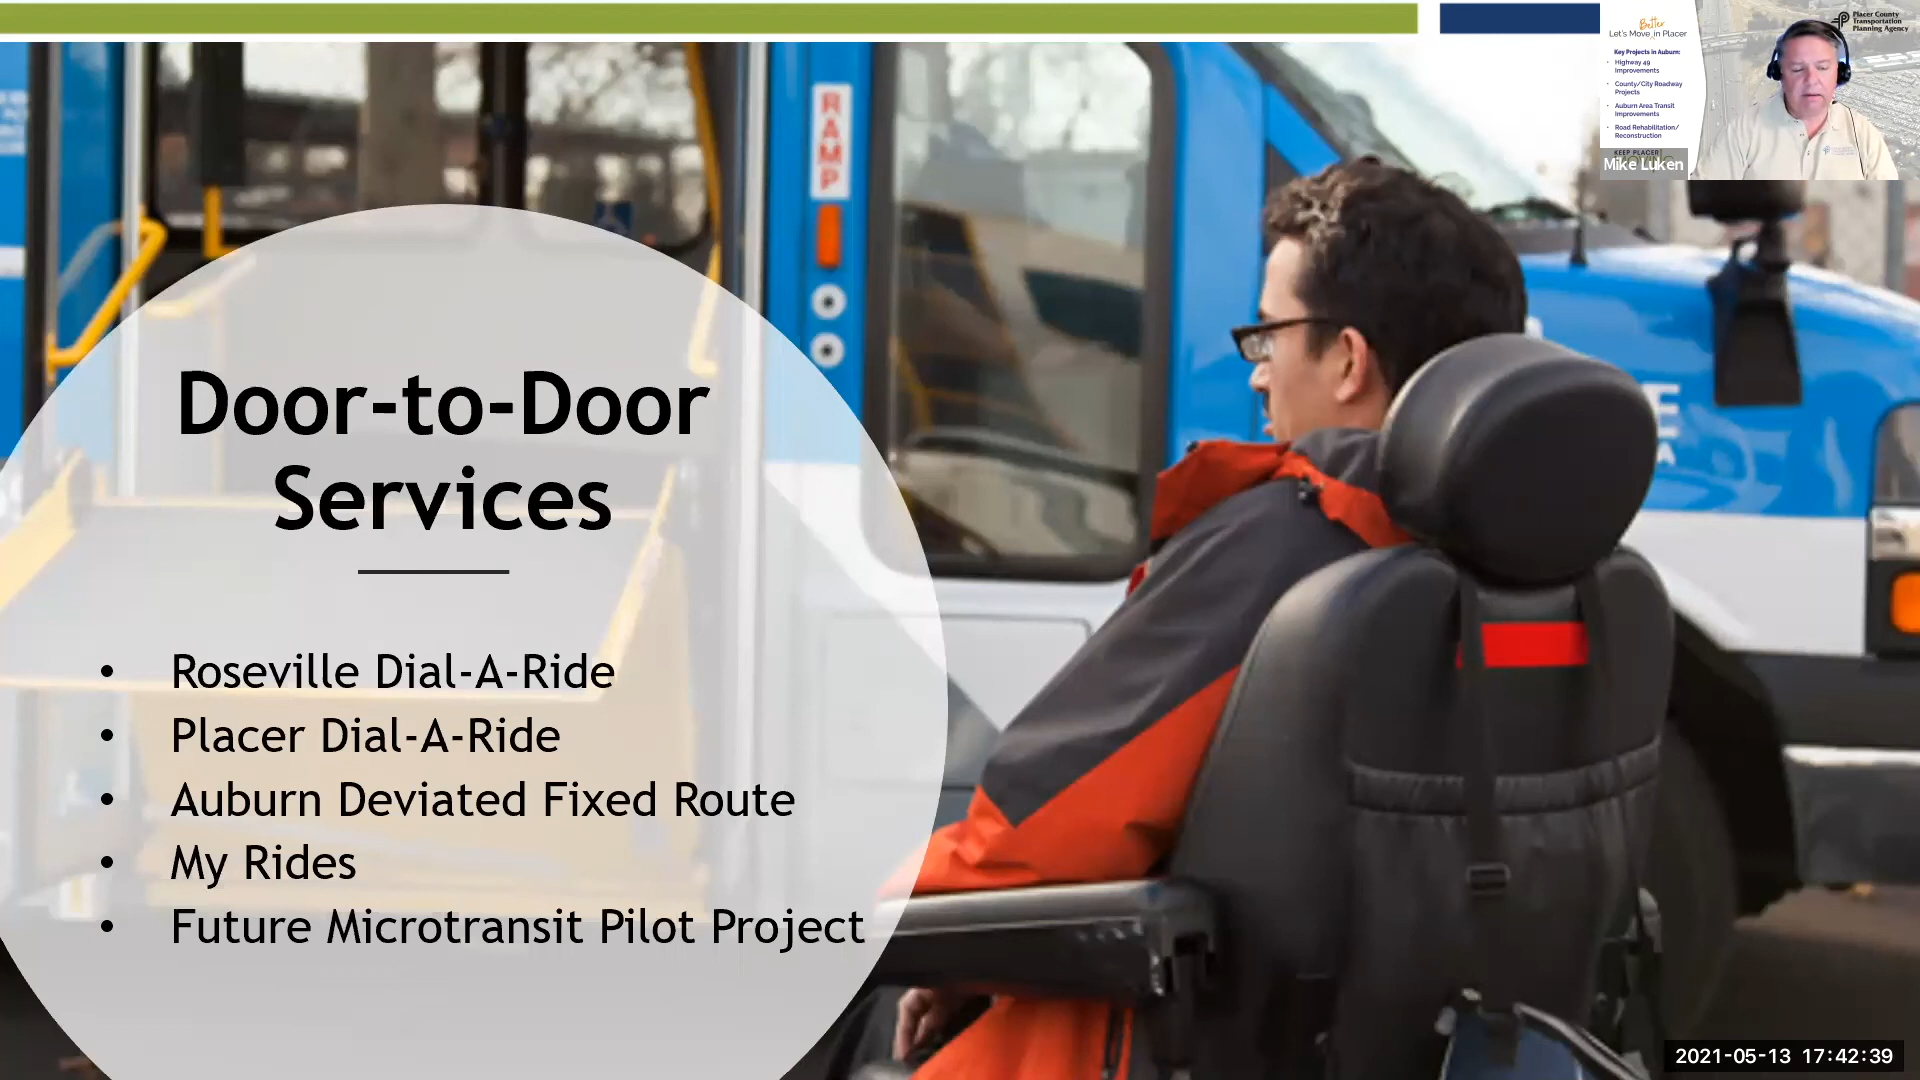 Door-to-Door
Services
• Roseville Dial-A-Ride
• Placer Dial-A-Ride
• Auburn Deviated Fixed Route
• My Rides
• Future Microtransit Pilot Project
RAMP
E
A
Better
Let's Move in Placer
Key Projects in Auburn:
• Highway 49
Improvements
• County/City Roadway
Projects
• Auburn Area Transit
Improvements
• Road Rehabilitation/
Reconstruction
KEEP PLACER
Mike Luken
Placer County
Transportation
Planning Agency
2021-05-13 17:42:39